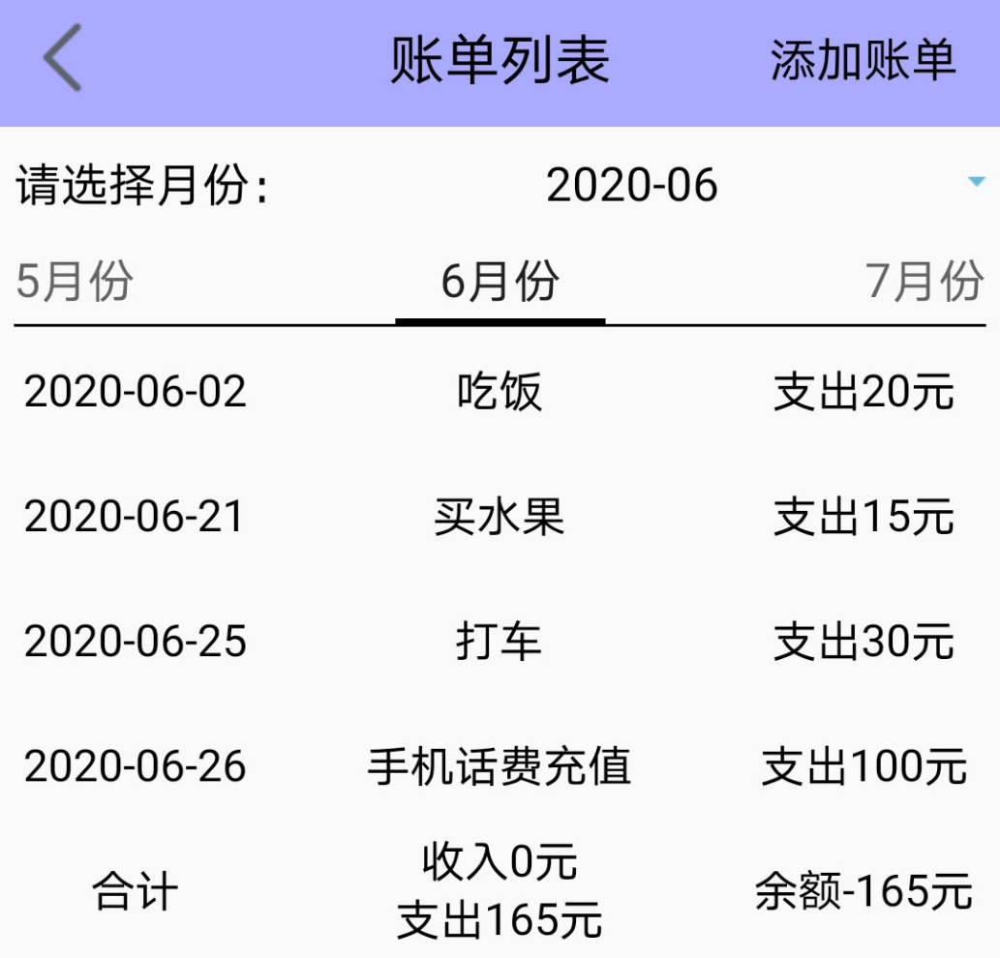 账单列表 添加账单
请选择月份: 2020-06
5月份 6月份 7月份
2020-06-02 吃饭 支出20元
2020-06-21 买水果 支出15元
2020-06-25 打车 支出30元
2020-06-26 手机话费充值 支出100元
合计 收入0元 余额-165元
支出165元